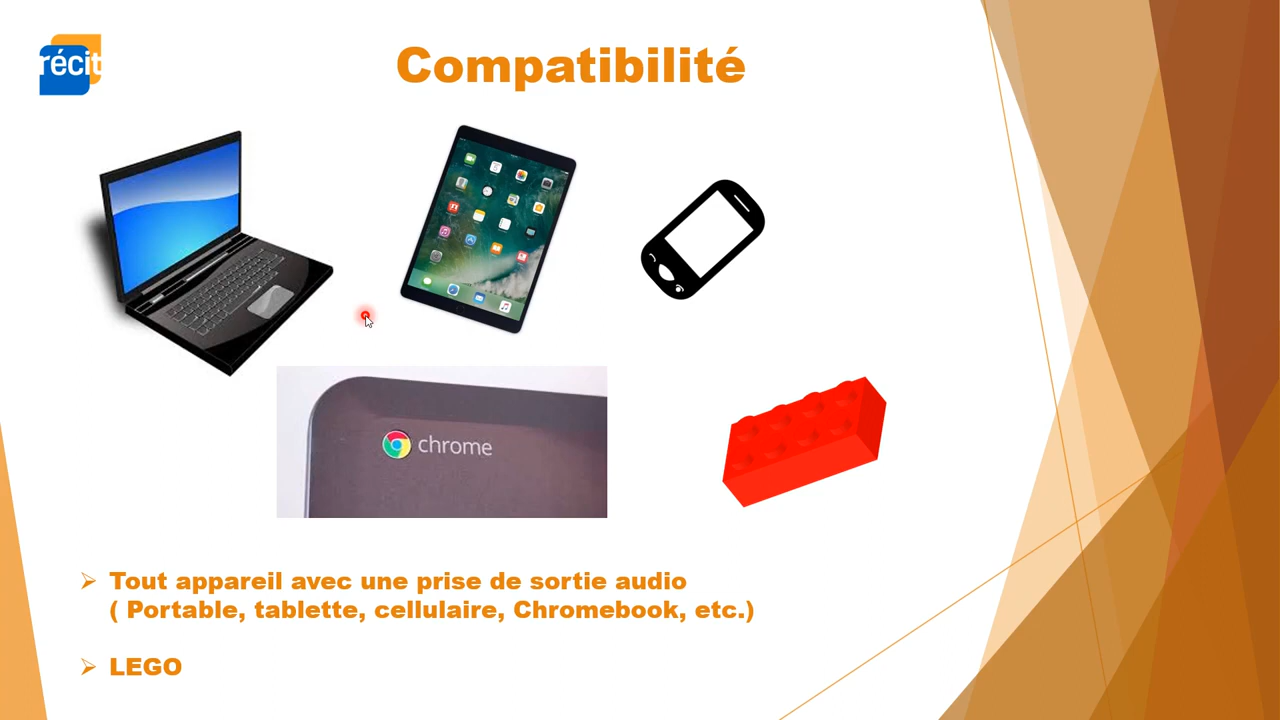 récit
Compatibilité
chrome
Tout appareil avec une prise de sortie audio
( Portable, tablette, cellulaire, Chromebook, etc.)
LEGO